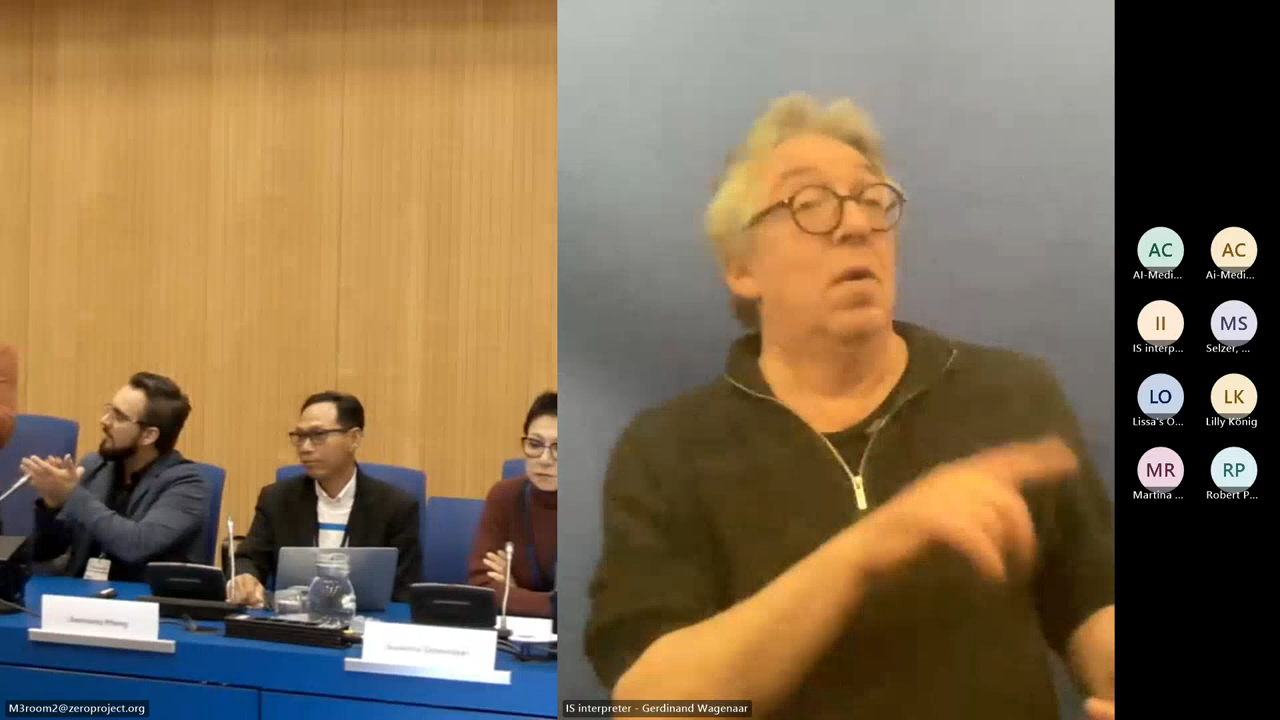 M3room2@zeroproject.org
IS interpreter - Gerdinand Wagenaar
AC
AC
AI-Medi...
Ai-Medi...
II
MS
IS interp...
Selzer, ...
LO
LK
Lissa's O...
Lilly König
MR
RP
Martina ...
Robert P...